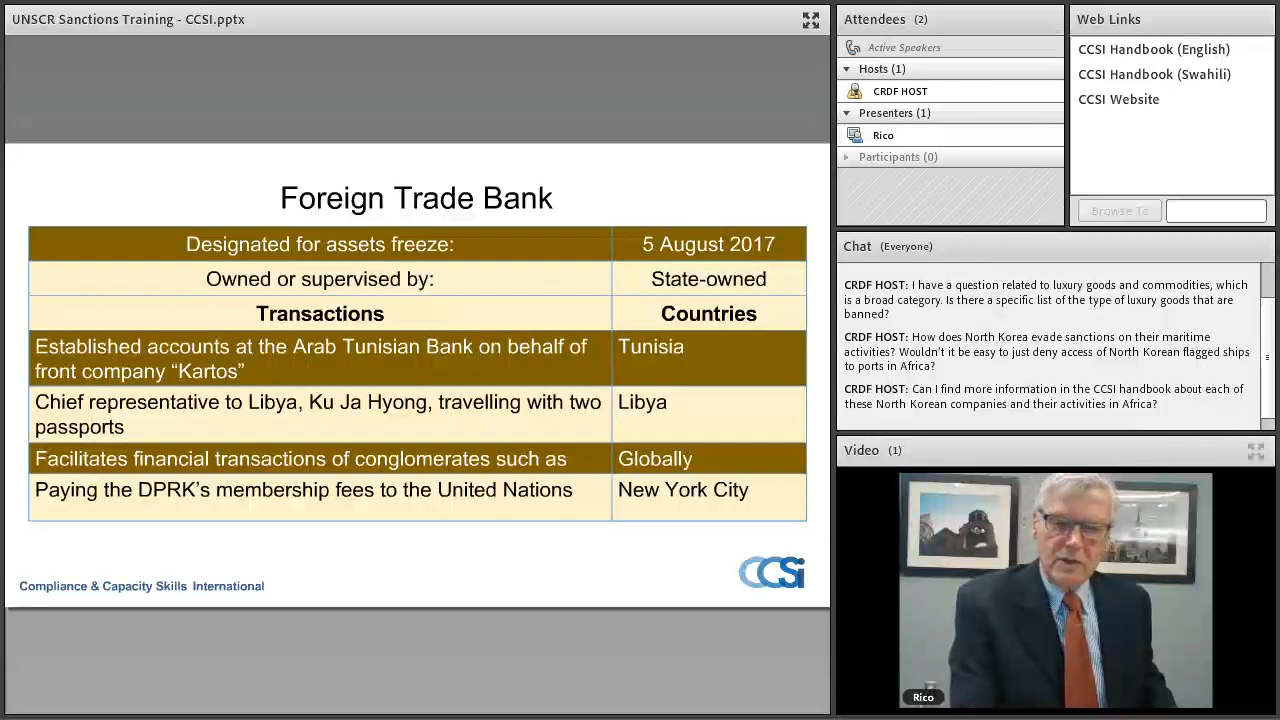 UNSCR Sanctions Training - CCSI.pptx
Foreign Trade Bank
Designated for assets freeze:
5 August 2017
Owned or supervised by:
State-owned
Transactions
Countries
Established accounts at the Arab Tunisian Bank on behalf of
front company “Kartos”
Tunisia
Chief representative to Libya, Ku Ja Hyong, travelling with two
passports
Libya
Facilitates financial transactions of conglomerates such as
Globally
Paying the DPRK’s membership fees to the United Nations
New York City
Compliance & Capacity Skills International
CCSi
Attendees (2)
Active Speakers
Hosts (1)
CRDF HOST
Presenters (1)
Rico
Participants (0)
Web Links
CCSI Handbook (English)
CCSI Handbook (Swahili)
CCSI Website
Browse To
Chat (Everyone)
CRDF HOST: I have a question related to luxury goods and commodities, which
is a broad category. Is there a specific list of the type of luxury goods that are
banned?
CRDF HOST: How does North Korea evade sanctions on their maritime
activities? Wouldn't it be easy to just deny access of North Korean flagged ships
to ports in Africa?
CRDF HOST: Can I find more information in the CCSI handbook about each of
these North Korean companies and their activities in Africa?
Video (1)
Rico